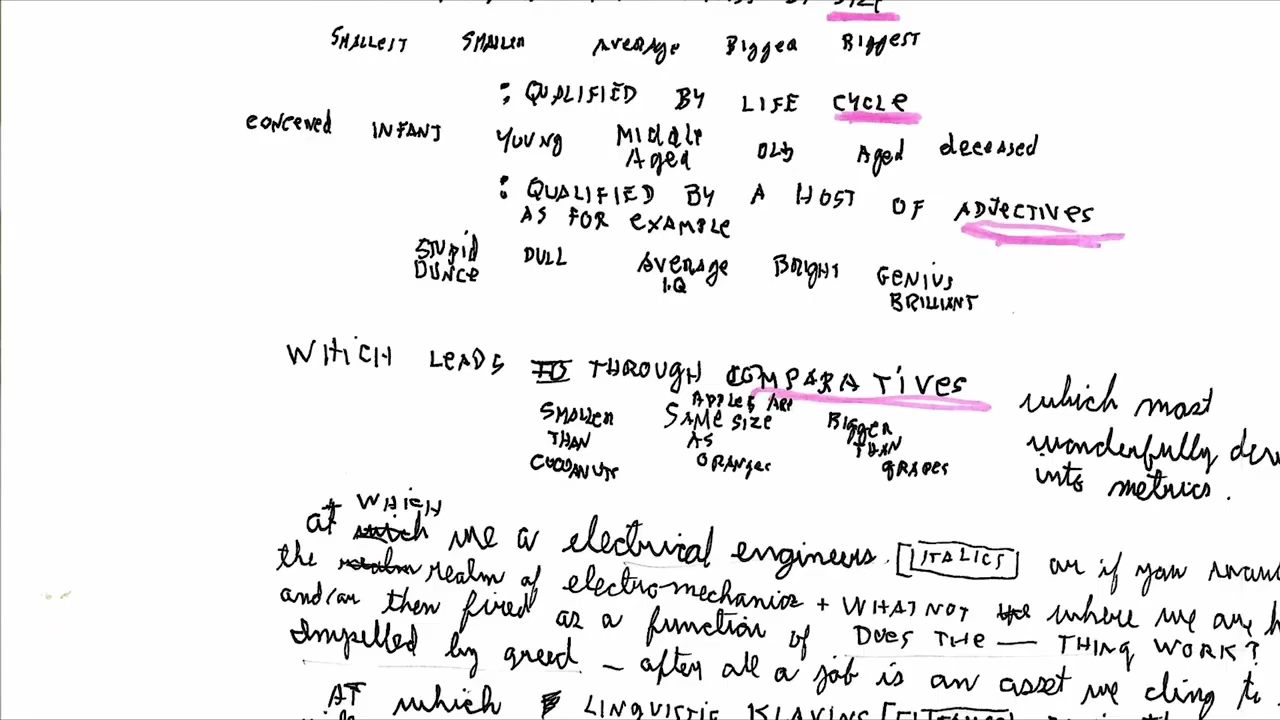 SIZE
SMALLEST SMALLER AVERAGE BIGGER BIGGEST
: QUALIFIED BY LIFE CYCLE
conceived INFANT YOUNG Middle Aged OLD Aged deceased
: QUALIFIED BY A HOST OF ADJECTIVES
AS FOR EXAMPLE
Stupid DUNCE DULL AVERAGE I.Q BRIGHT GENIUS BRILLIANT
WHICH LEADS TO THROUGH COMPARATIVES
SMALLER THAN COCOANUTS
APPLES ARE SAME SIZE AS ORANGES
BIGGER THAN GRAPES
which most
wonderfully
into metrics.
at WHICH we a electrical engineers. [ITALICS] or if you
the realm of electro-mechanics + WHATNOT where we are
and/or then fired as a function of DOES THE — THING WORK?
Impelled by greed – after all a job is an asset we cling to
AT which LINGUISTIC